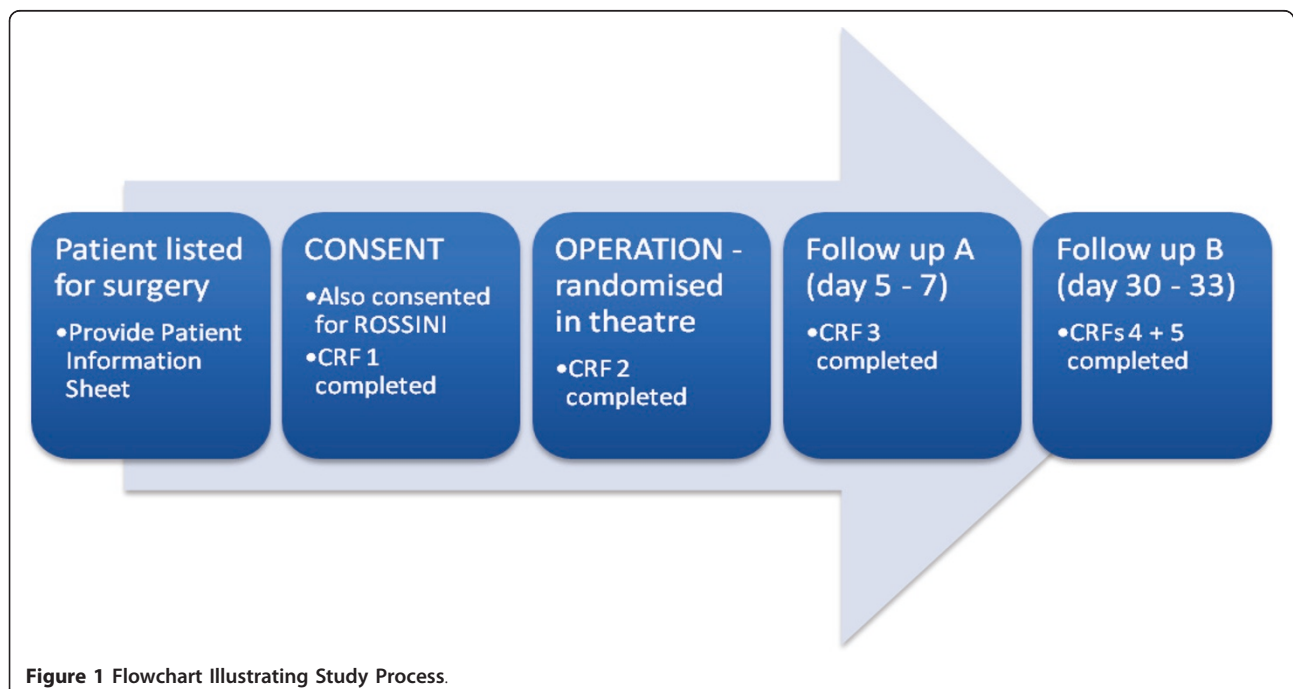 Patient listed
for surgery
•Provide Patient
Information
Sheet
CONSENT
•Also consented
for ROSSINI
•CRF 1
completed
OPERATION -
randomised
in theatre
•CRF 2
completed
Follow up A
(day 5 - 7)
•CRF 3
completed
Follow up B
(day 30 - 33)
•CRFs 4 + 5
completed
Figure 1 Flowchart Illustrating Study Process.